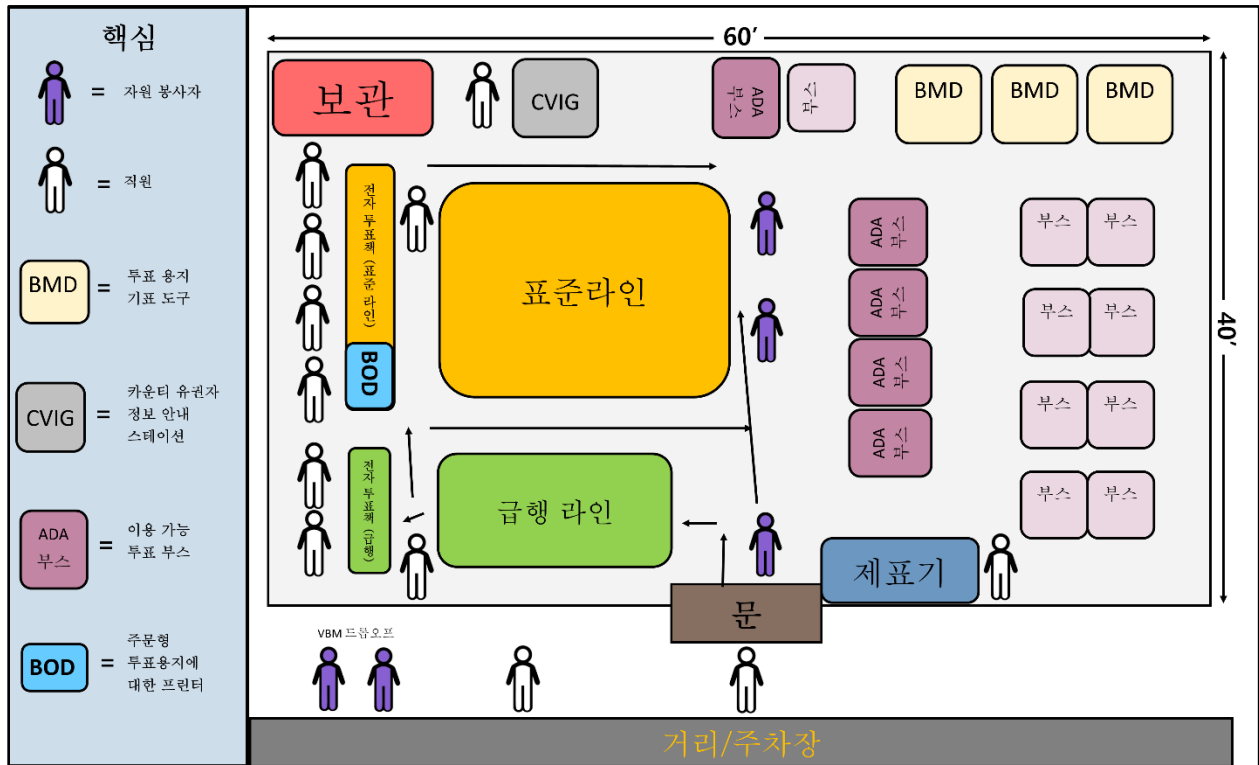 핵심
= 자원 봉사자
= 직원
BMD = 투표 용지
기표 도구
CVIG = 카운티 유권자
정보 안내
스테이션
ADA
부스 = 이용 가능
투표 부스
BOD = 주문형
투표용지에
대한 프린터
60’
40’
보관
CVIG
ADA
부스
부스
BMD
BMD
BMD
전자 투표책 (표준 라인)
BOD
표준라인
전자 투표책 (급행)
급행 라인
ADA
부스
ADA
부스
ADA
부스
ADA
부스
부스 부스
부스 부스
부스 부스
부스 부스
제표기
문
VBM 드롭오프
거리/주차장